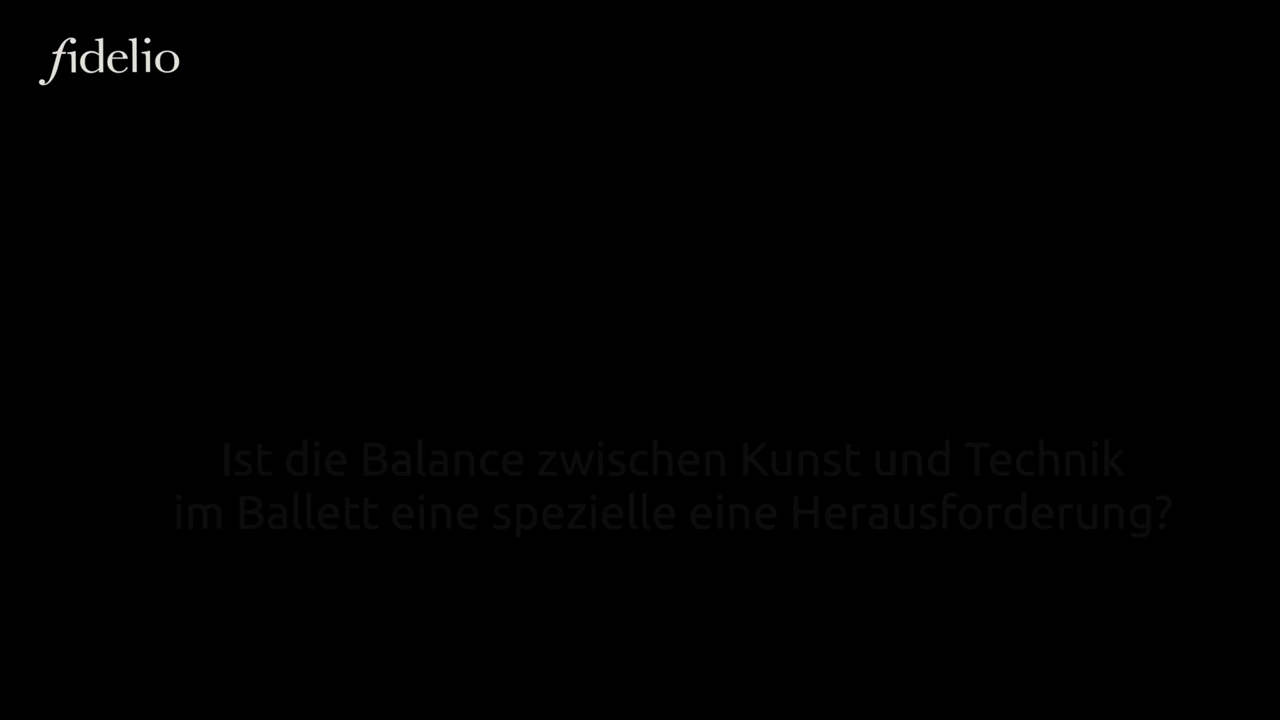 fidelio
Ist die Balance zwischen Kunst und Technik
im Ballett eine spezielle eine Herausforderung?